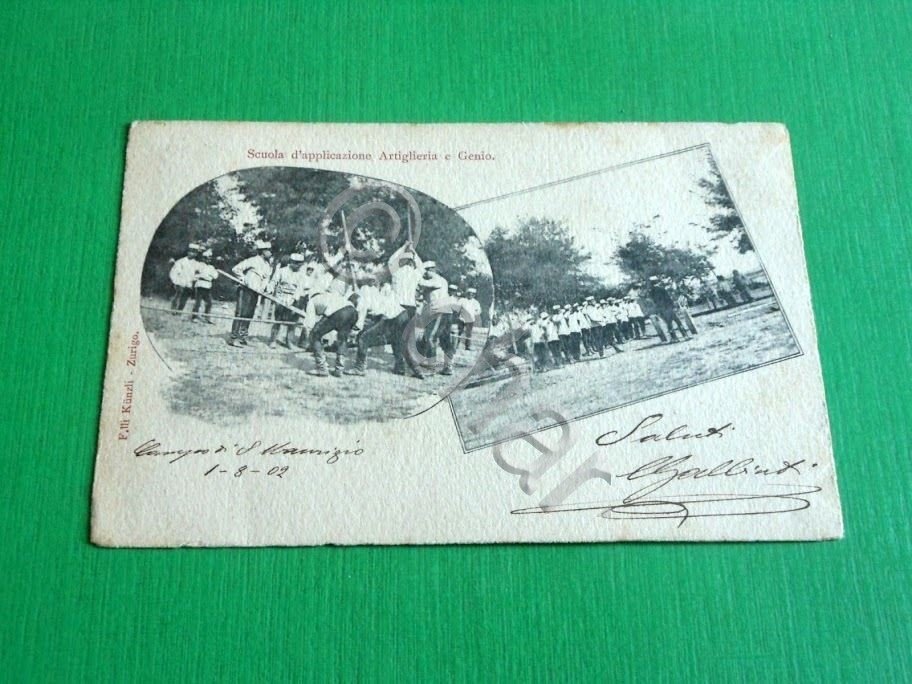 Scuola d'applicazione Artiglieria e Genio.
F.lli Künzli - Zurigo.
Campo di S Maurizio
1-8-02
Saluti